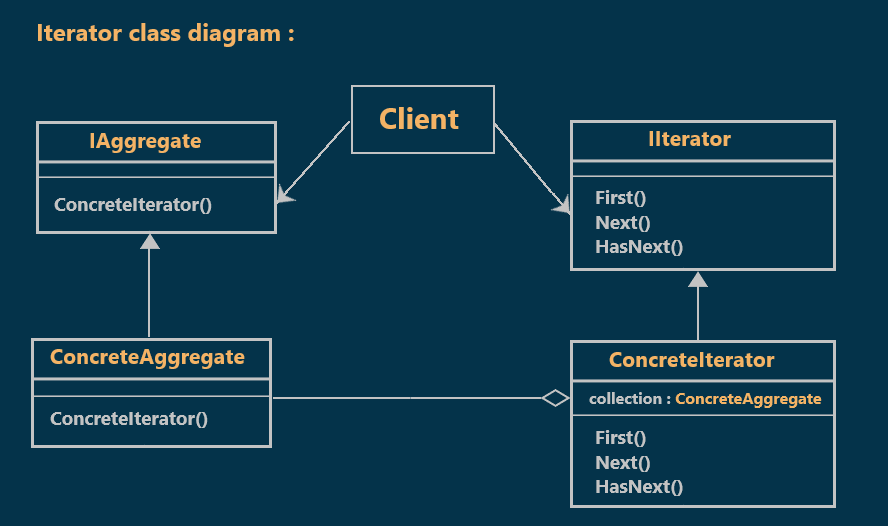 Iterator class diagram :
Client
IAggregate
ConcreteIterator()
IIterator
First()
Next()
HasNext()
ConcreteAggregate
ConcreteIterator()
ConcreteIterator
collection : ConcreteAggregate
First()
Next()
HasNext()